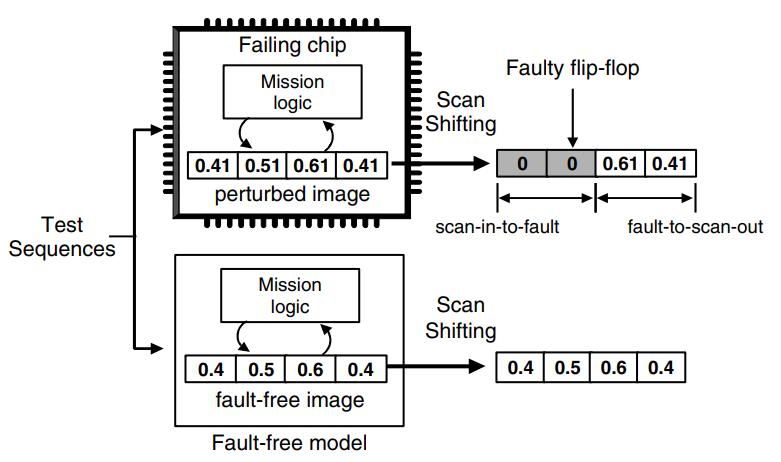 Failing chip
Mission
logic
0.41 0.51 0.61 0.41
perturbed image
Scan
Shifting
Faulty flip-flop
0 0 0.61 0.41
scan-in-to-fault
fault-to-scan-out
Test
Sequences
Mission
logic
0.4 0.5 0.6 0.4
fault-free image
Fault-free model
Scan
Shifting
0.4 0.5 0.6 0.4